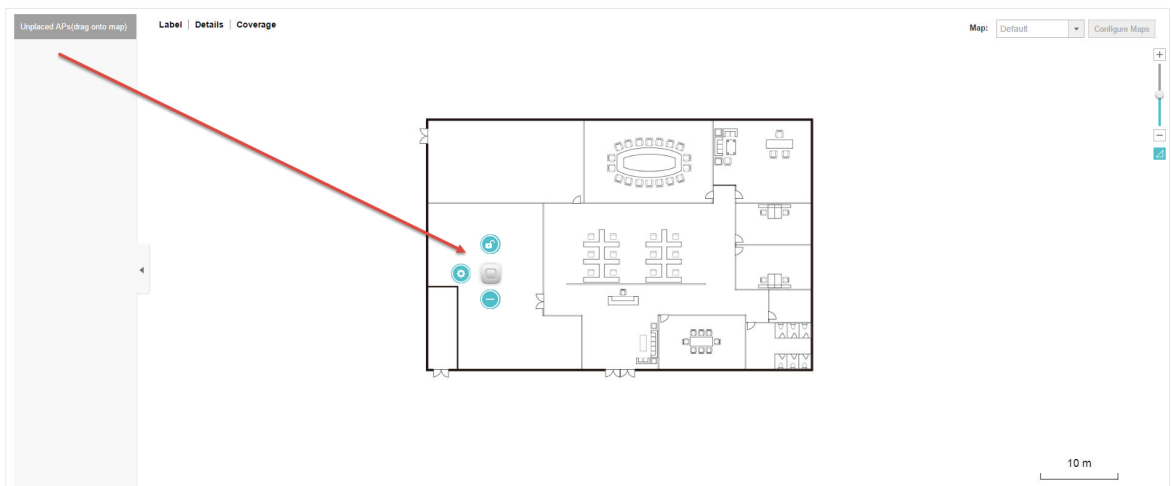 Unplaced APs(drag onto map)
Label | Details | Coverage
Map: Default Configure Maps
10 m